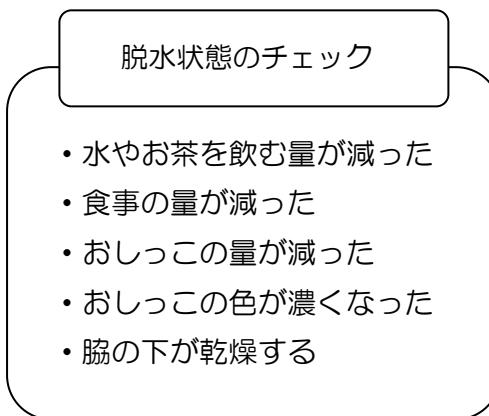 脱水状態のチェック
・水やお茶を飲む量が減った
・食事の量が減った
・おしっこの量が減った
・おしっこの色が濃くなった
・脇の下が乾燥する